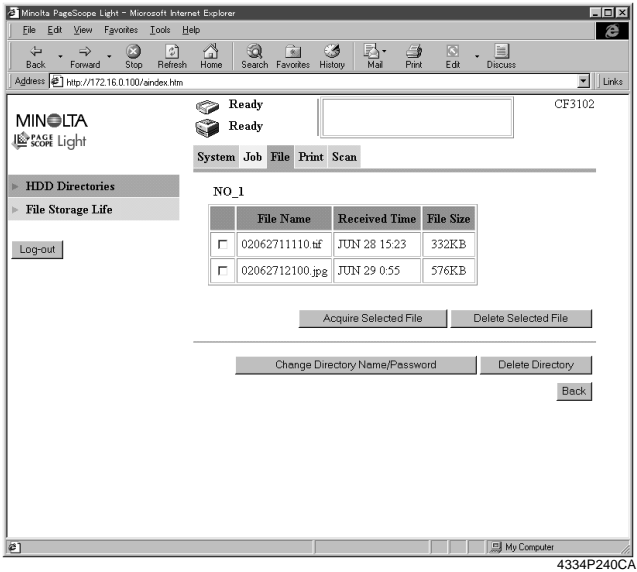 Minolta PageScope Light - Microsoft Internet Explorer
File Edit View Favorites Tools Help
Back Forward Stop Refresh Home Search Favorites History Mail Print Edit Discuss
Address http://172.16.0.100/aindex.htm Links
MINOLTA
PAGE SCOPE Light
Ready
Ready
CF3102
System Job File Print Scan
HDD Directories
File Storage Life
Log-out
NO_1
File Name Received Time File Size
02062711110.tif JUN 28 15:23 332KB
02062712100.jpg JUN 29 0:55 576KB
Acquire Selected File Delete Selected File
Change Directory Name/Password Delete Directory
Back
My Computer
4334P240CA